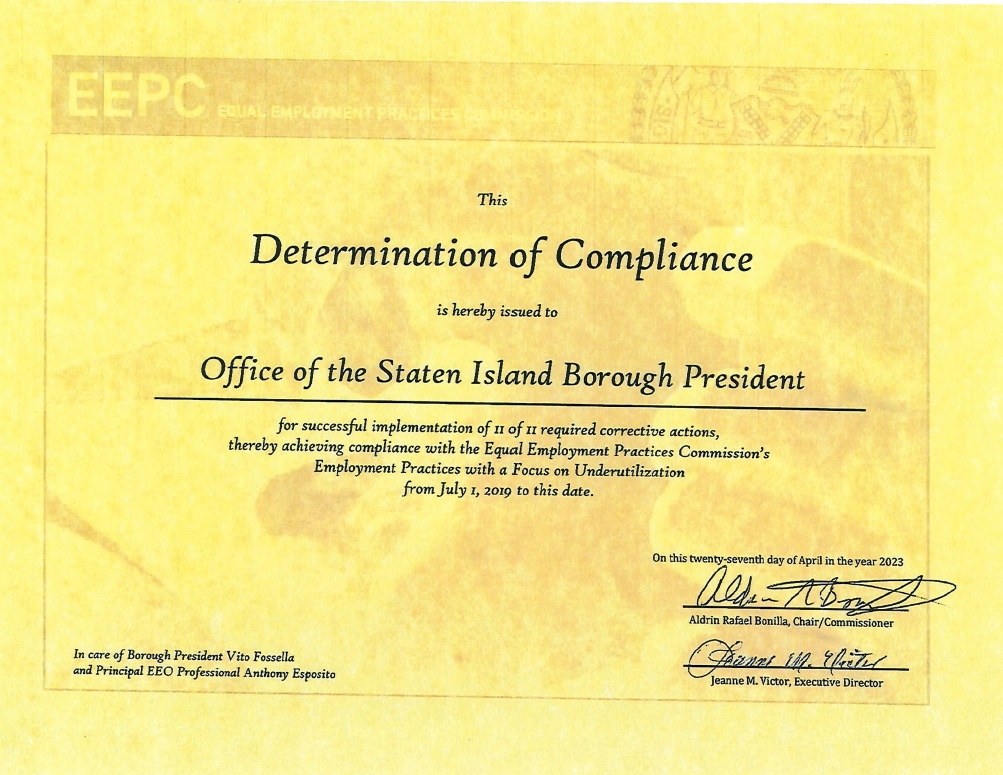 EEPC EQUAL EMPLOYMENT PRACTICES COMMISSION
This
Determination of Compliance
is hereby issued to
Office of the Staten Island Borough President
for successful implementation of 11 of 11 required corrective actions,
thereby achieving compliance with the Equal Employment Practices Commission's
Employment Practices with a Focus on Underutilization
from July 1, 2019 to this date.
On this twenty-seventh day of April in the year 2023
Aldrin Rafael Bonilla, Chair/Commissioner
Jeanne M. Victor
Jeanne M. Victor, Executive Director
In care of Borough President Vito Fossella
and Principal EEO Professional Anthony Esposito